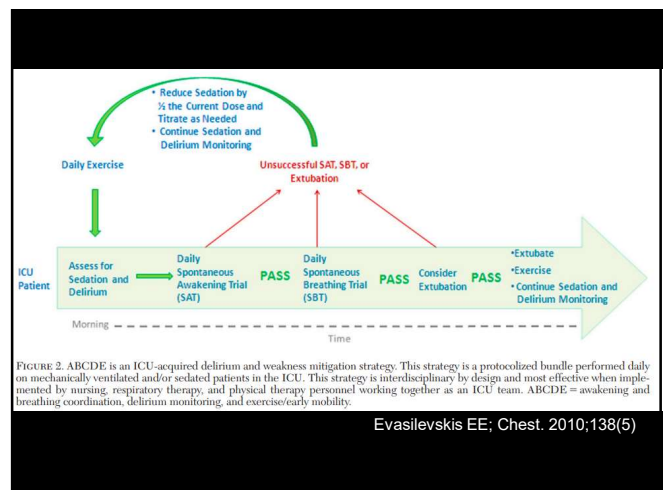 • Reduce Sedation by
½ the Current Dose and
Titrate as Needed
• Continue Sedation and
Delirium Monitoring
Daily Exercise
Unsuccessful SAT, SBT, or
Extubation
ICU
Patient
Assess for
Sedation and
Delirium
Daily
Spontaneous
Awakening Trial
(SAT)
PASS
Daily
Spontaneous
Breathing Trial
(SBT)
PASS
Consider
Extubation
PASS
•Extubate
•Exercise
•Continue Sedation and
Delirium Monitoring
Morning
Time
FIGURE 2. ABCDE is an ICU-acquired delirium and weakness mitigation strategy. This strategy is a protocolized bundle performed daily
on mechanically ventilated and/or sedated patients in the ICU. This strategy is interdisciplinary by design and most effective when imple-
mented by nursing, respiratory therapy, and physical therapy personnel working together as an ICU team. ABCDE = awakening and
breathing coordination, delirium monitoring, and exercise/early mobility.
Evasilevskis EE; Chest. 2010;138(5)